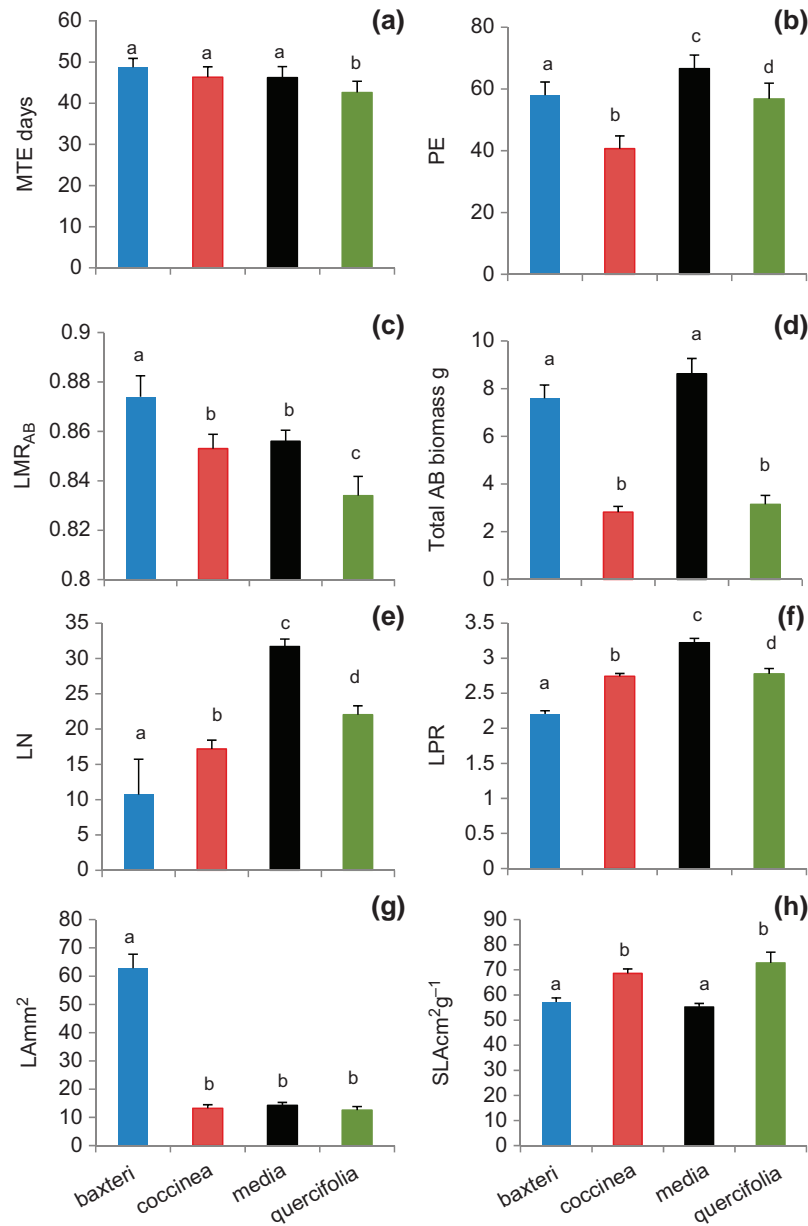 (a)
MTE days
60
50
40
30
20
10
0
a
a
a
b
(b)
PE
80
60
40
20
0
a
b
c
d
(c)
LMR_AB
0.9
0.88
0.86
0.84
0.82
0.8
a
b
b
c
(d)
Total AB biomass g
10
8
6
4
2
0
a
b
a
b
(e)
LN
35
30
25
20
15
10
5
0
a
b
c
d
(f)
LPR
3.5
3
2.5
2
1.5
1
0.5
0
a
b
c
d
(g)
LAmm²
80
70
60
50
40
30
20
10
0
a
b
b
b
baxteri
coccinea
media
quercifolia
(h)
SLAcm²g⁻¹
90
80
70
60
50
40
30
20
10
0
a
b
a
b
baxteri
coccinea
media
quercifolia